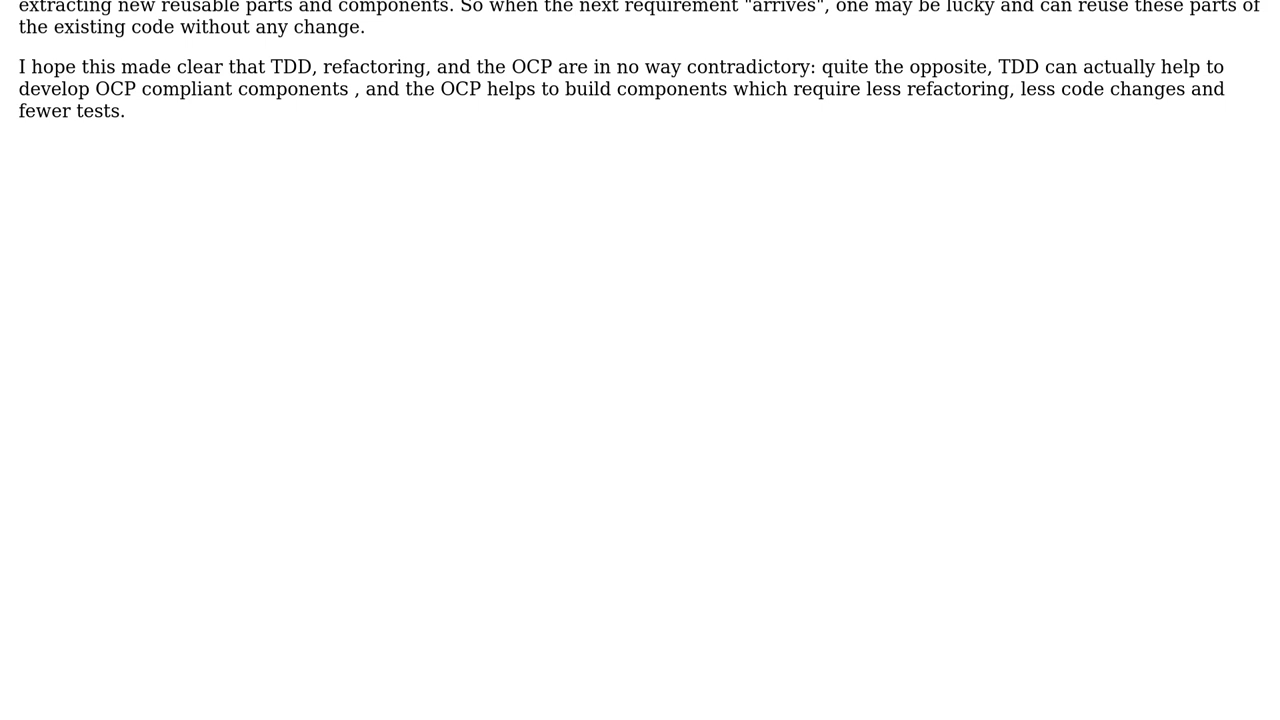 extracting new reusable parts and components. So when the next requirement "arrives", one may be lucky and can reuse these parts of
the existing code without any change.
I hope this made clear that TDD, refactoring, and the OCP are in no way contradictory: quite the opposite, TDD can actually help to
develop OCP compliant components , and the OCP helps to build components which require less refactoring, less code changes and
fewer tests.